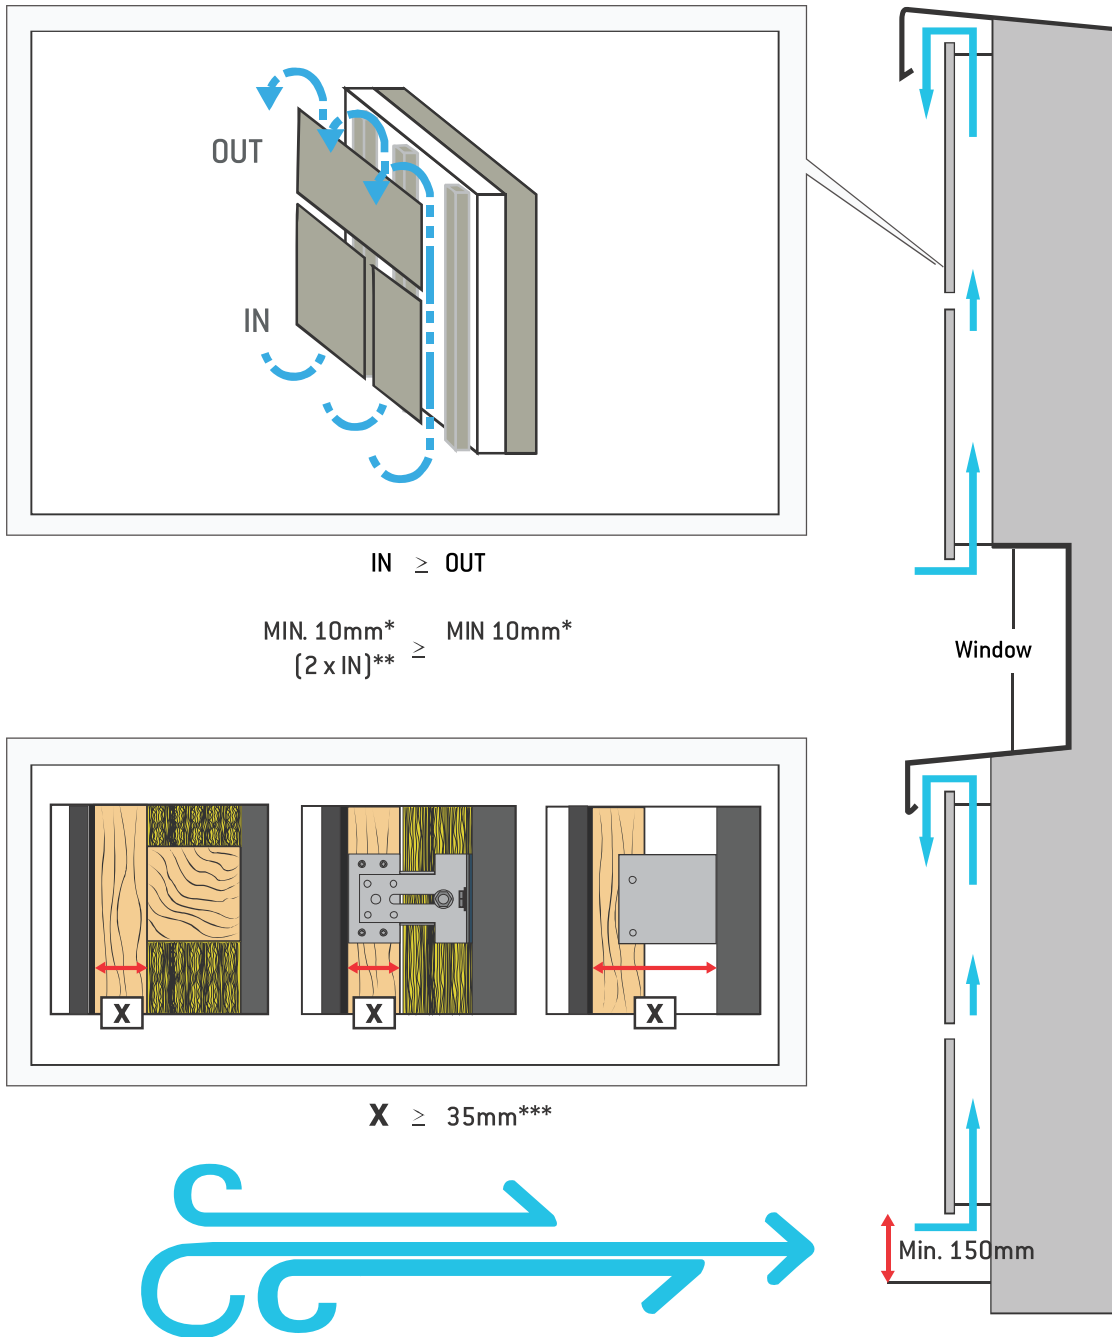 OUT
IN
IN ≥ OUT
MIN. 10mm* ≥ MIN 10mm*
(2 x IN)**
Window
X
X
X
X ≥ 35mm***
Min. 150mm